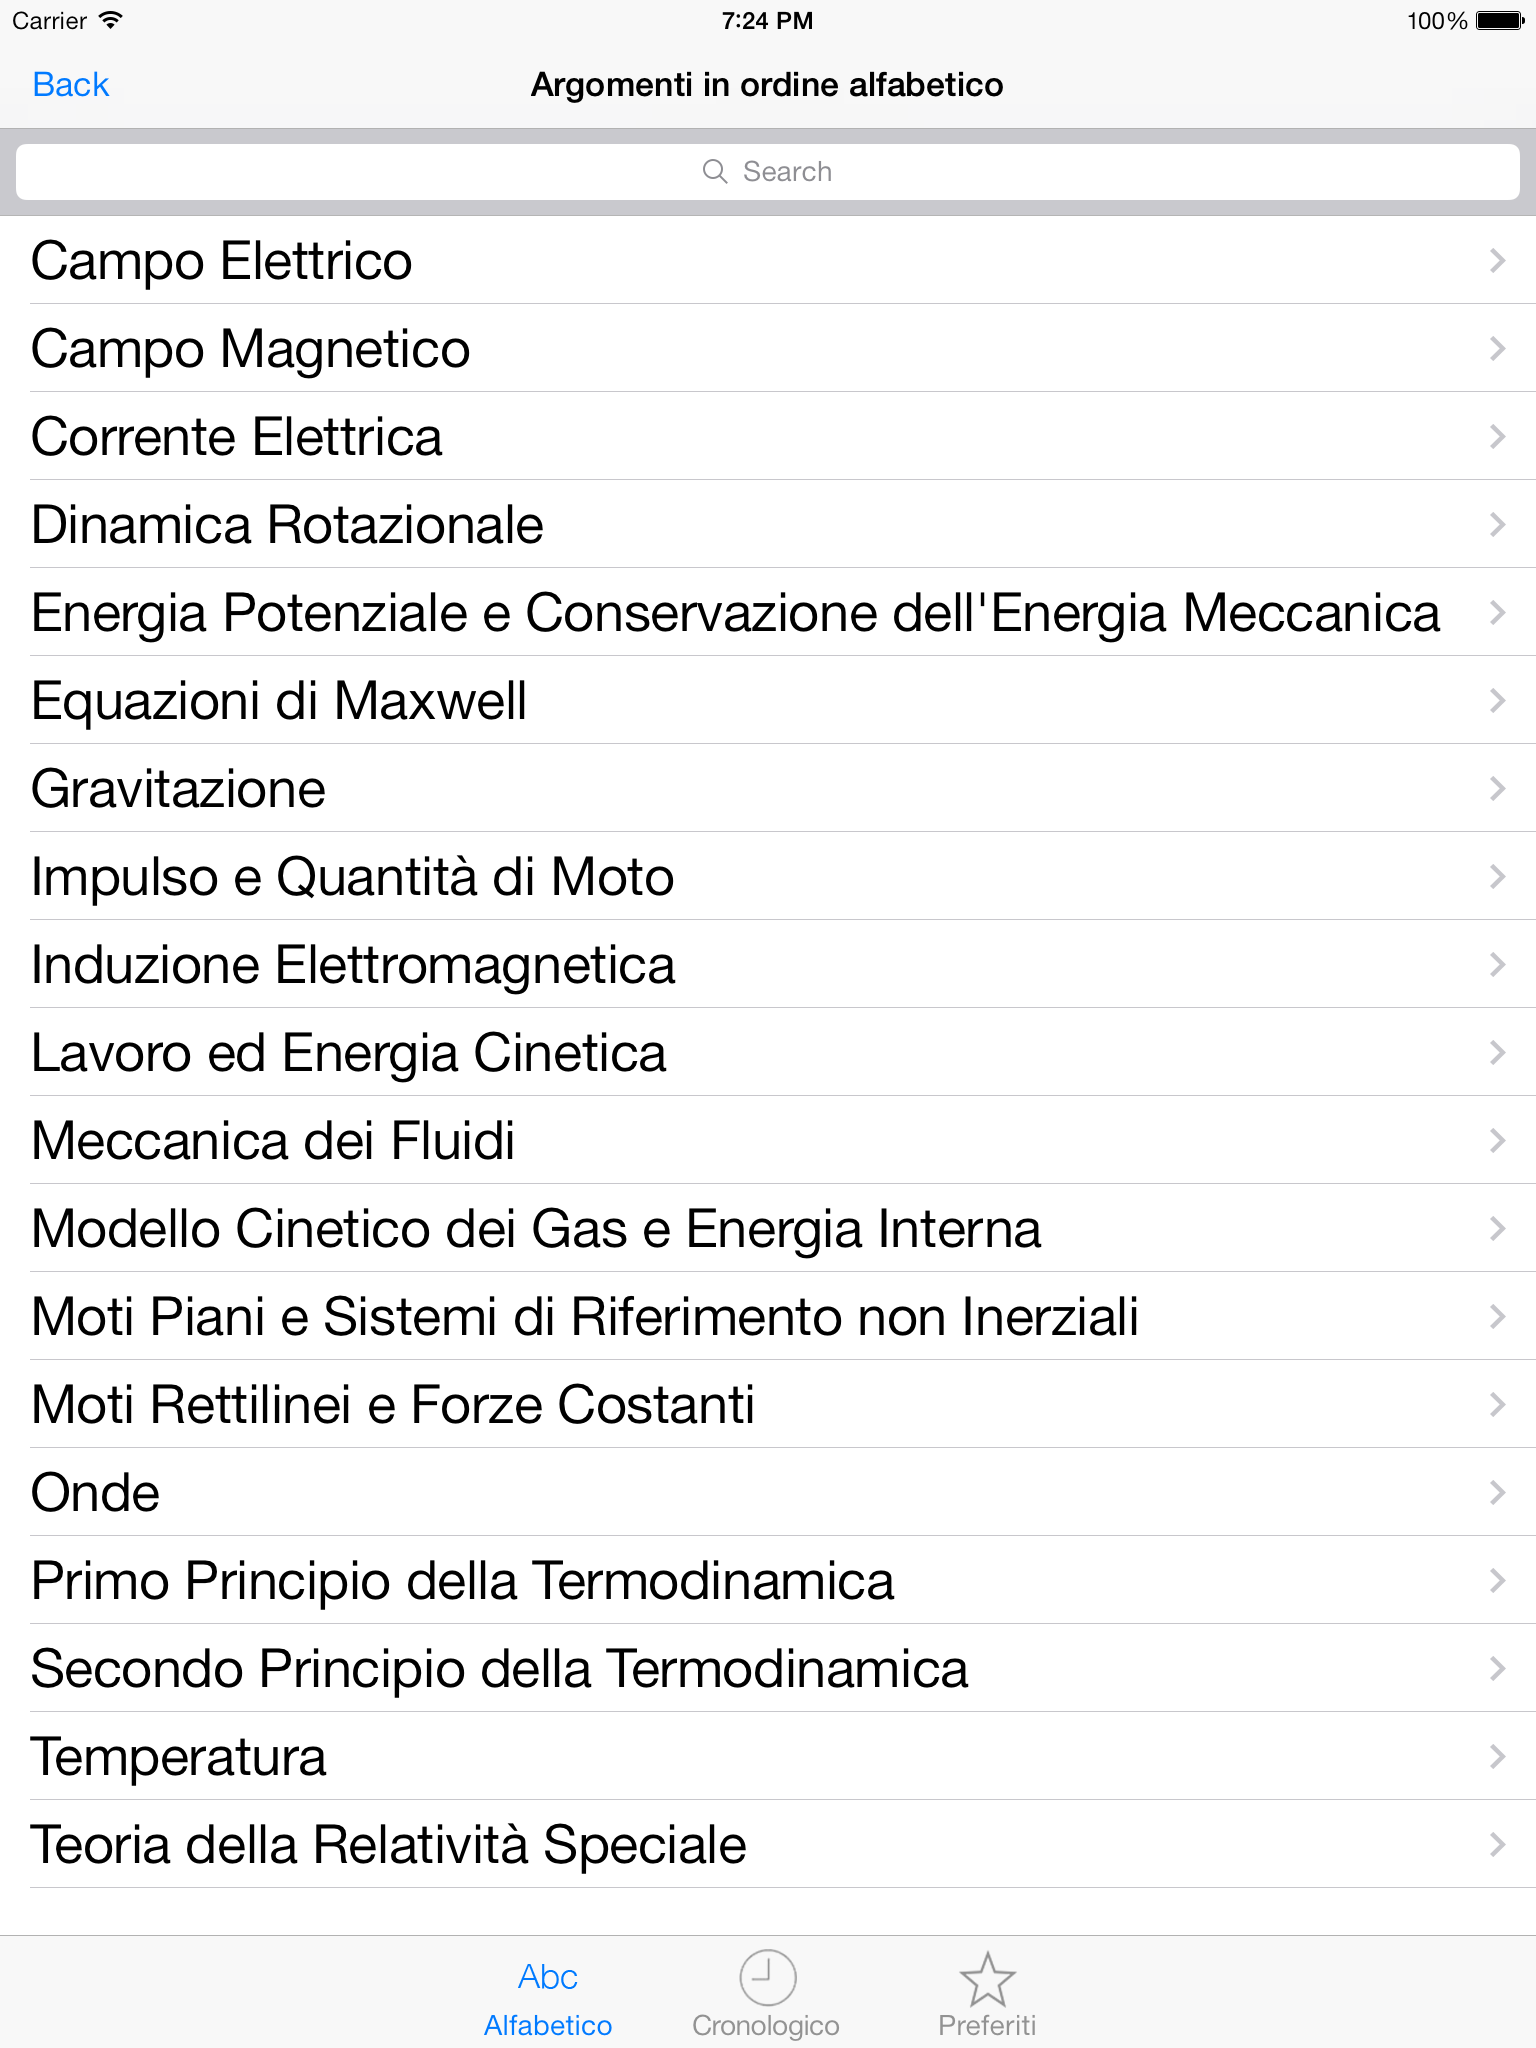 Carrier 7:24 PM 100%
Back Argomenti in ordine alfabetico
Search
Campo Elettrico
Campo Magnetico
Corrente Elettrica
Dinamica Rotazionale
Energia Potenziale e Conservazione dell'Energia Meccanica
Equazioni di Maxwell
Gravitazione
Impulso e Quantità di Moto
Induzione Elettromagnetica
Lavoro ed Energia Cinetica
Meccanica dei Fluidi
Modello Cinetico dei Gas e Energia Interna
Moti Piani e Sistemi di Riferimento non Inerziali
Moti Rettilinei e Forze Costanti
Onde
Primo Principio della Termodinamica
Secondo Principio della Termodinamica
Temperatura
Teoria della Relatività Speciale
Abc
Alfabetico Cronologico Preferiti